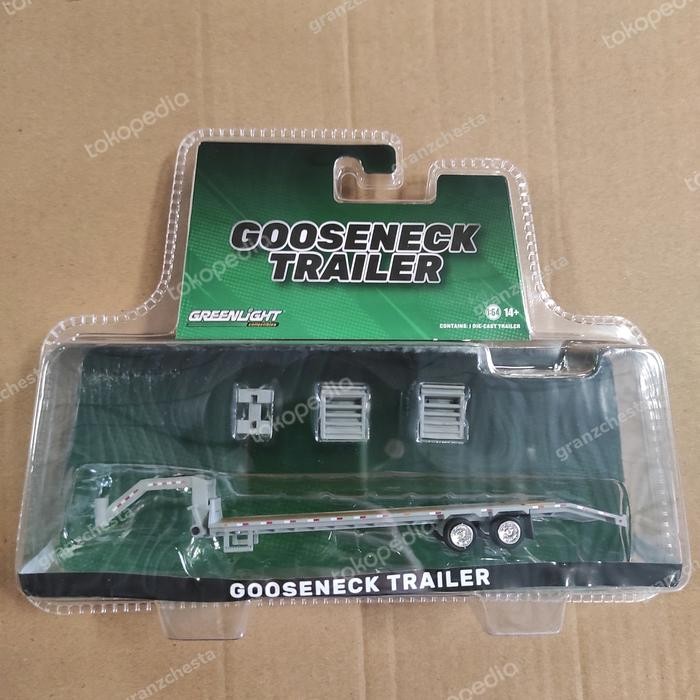 GOOSENECK
TRAILER
GREENLIGHT
collectibles
1:64 14+
CONTAINS: 1 DIE-CAST TRAILER
GOOSENECK TRAILER
tokopedia
granzchesta